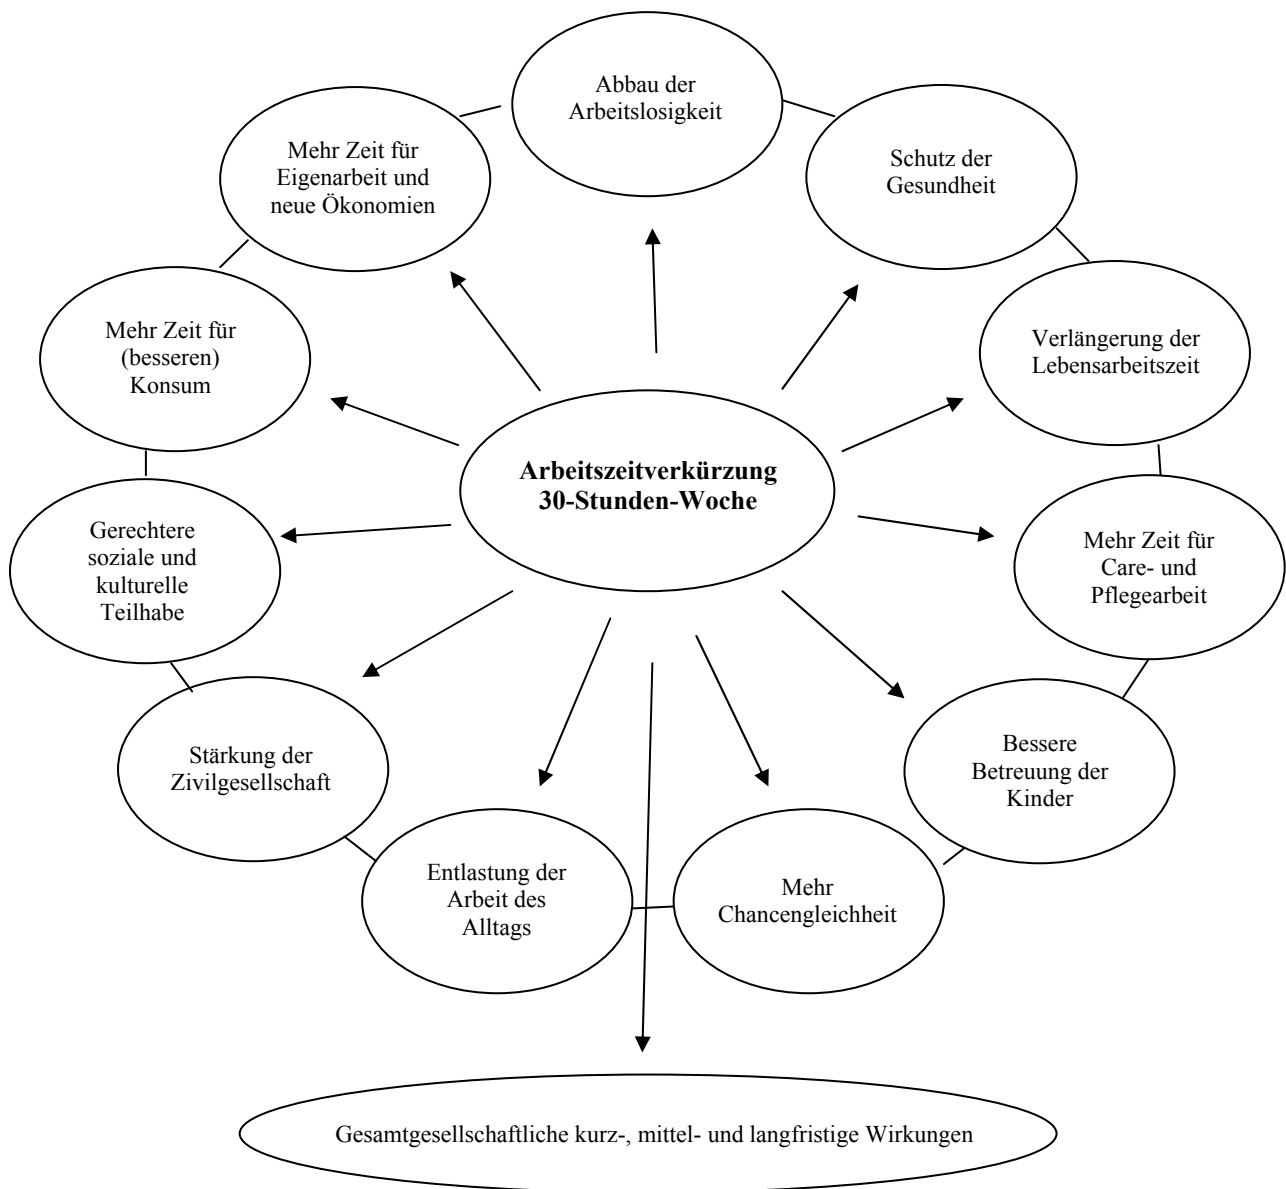 Abbau der
Arbeitslosigkeit
Schutz der
Gesundheit
Verlängerung der
Lebensarbeitszeit
Mehr Zeit für
Care- und
Pflegearbeit
Bessere
Betreuung der
Kinder
Mehr
Chancengleichheit
Entlastung der
Arbeit des
Alltags
Stärkung der
Zivilgesellschaft
Gerechtere
soziale und
kulturelle
Teilhabe
Mehr Zeit für
(besseren)
Konsum
Mehr Zeit für
Eigenarbeit und
neue Ökonomien
Arbeitszeitverkürzung
30-Stunden-Woche
Gesamtgesellschaftliche kurz-, mittel- und langfristige Wirkungen